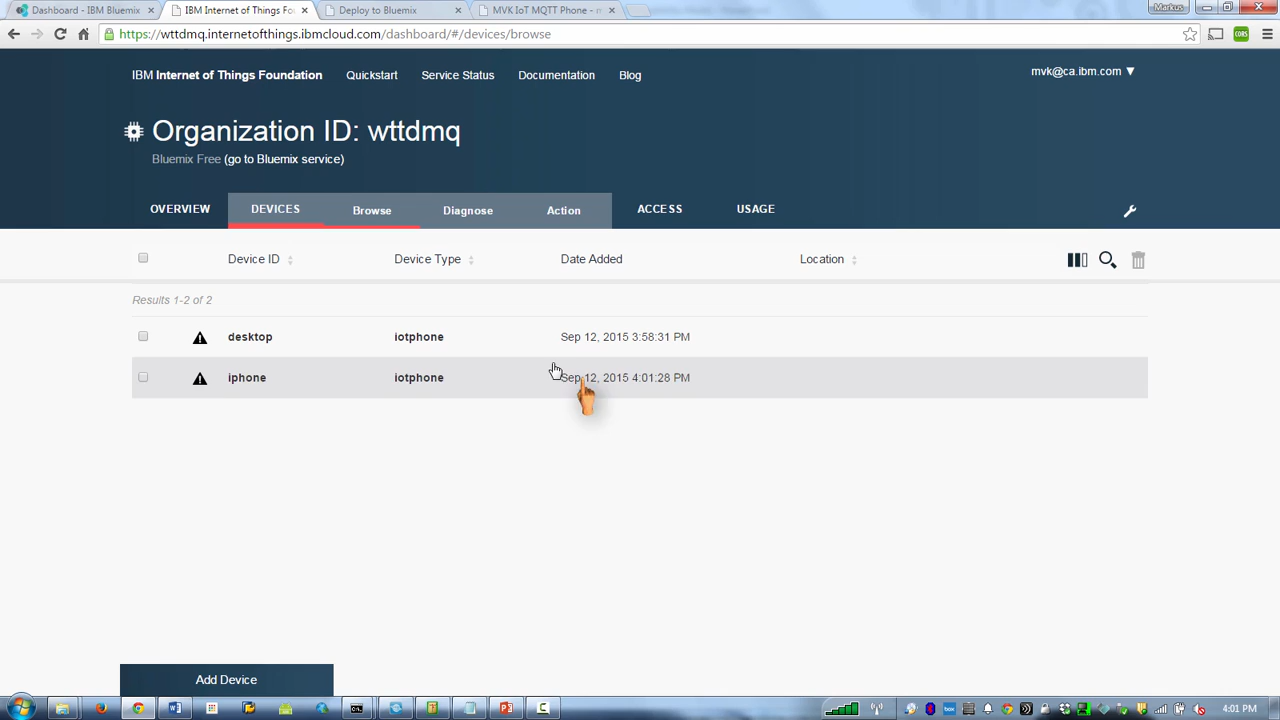 Dashboard - IBM Bluemix
IBM Internet of Things Fou
Deploy to Bluemix
MVK IoT MQTT Phone - m
Markus
https://wttdmq.internetofthings.ibmcloud.com/dashboard/#/devices/browse
CORS
IBM Internet of Things Foundation
Quickstart
Service Status
Documentation
Blog
mvk@ca.ibm.com ▼
Organization ID: wttdmq
Bluemix Free (go to Bluemix service)
OVERVIEW
DEVICES
Browse
Diagnose
Action
ACCESS
USAGE
Device ID
Device Type
Date Added
Location
Results 1-2 of 2
desktop
iotphone
Sep 12, 2015 3:58:31 PM
iphone
iotphone
Sep 12, 2015 4:01:28 PM
Add Device
4:01 PM